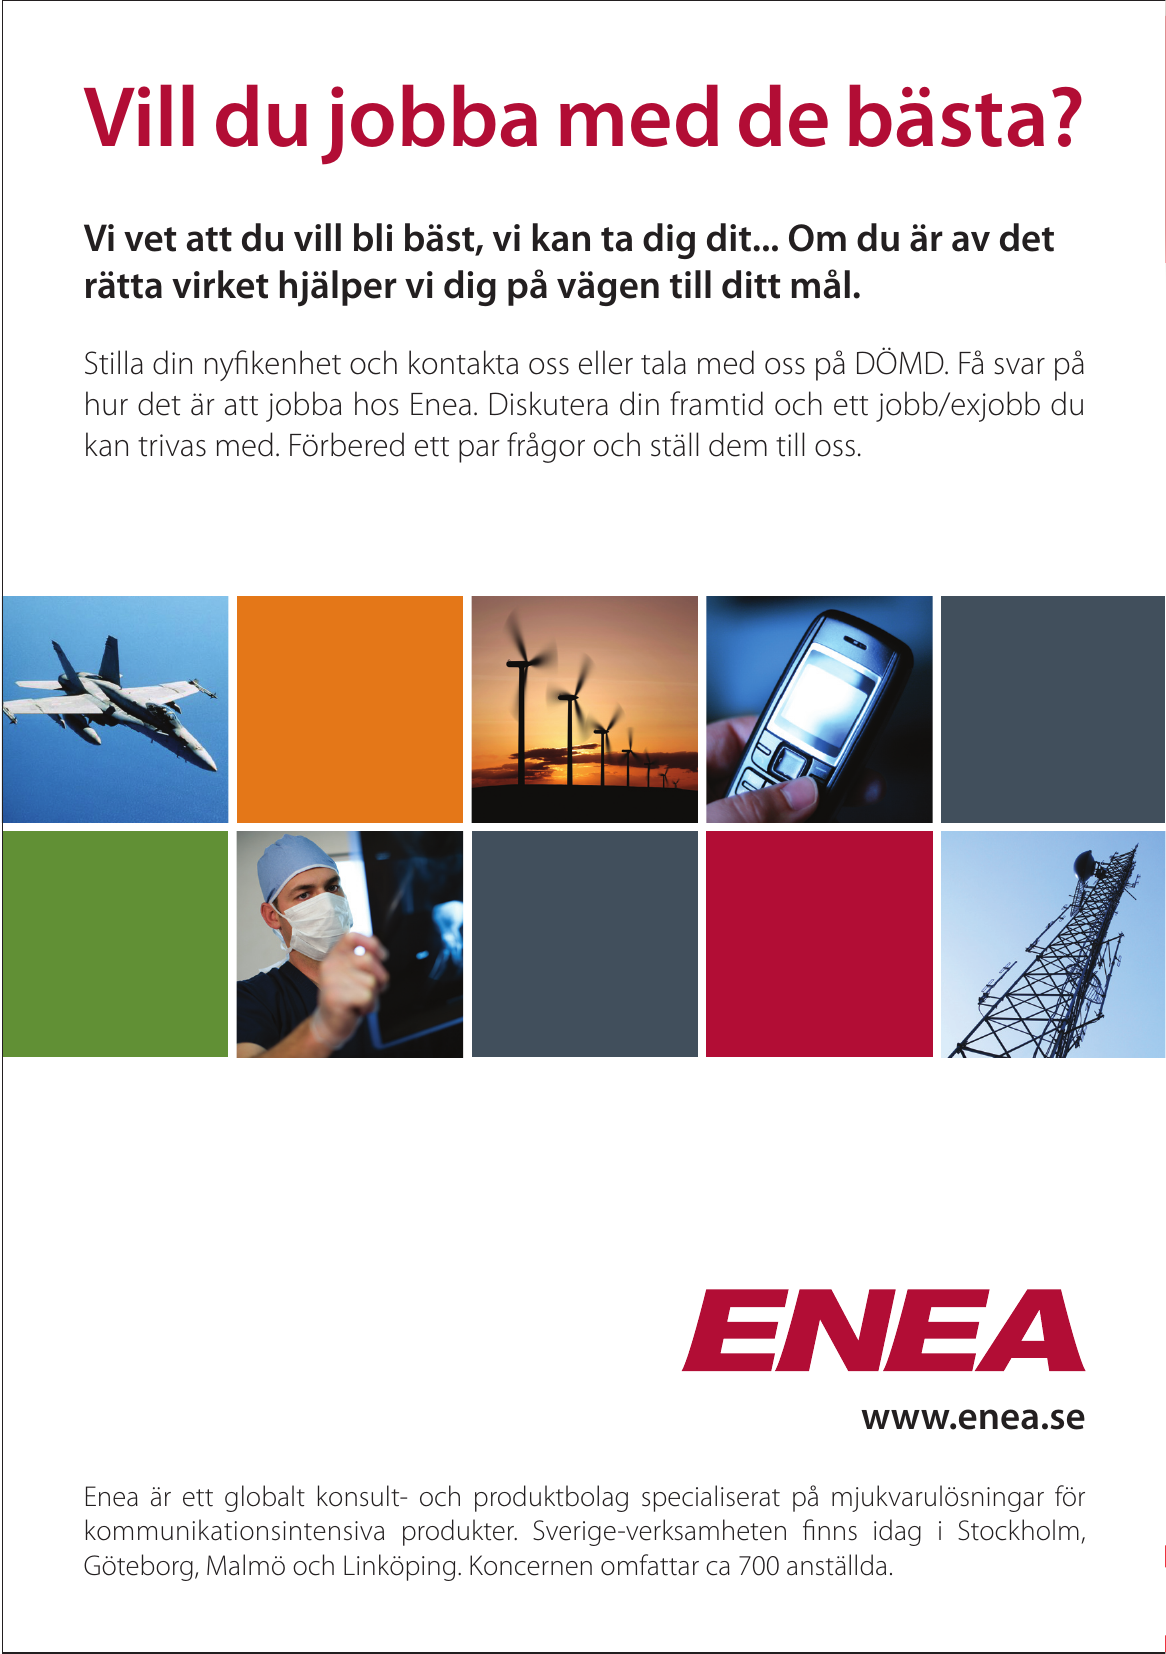 Vill du jobba med de bästa?
Vi vet att du vill bli bäst, vi kan ta dig dit... Om du är av det
rätta virket hjälper vi dig på vägen till ditt mål.
Stilla din nyfikenhet och kontakta oss eller tala med oss på DÖMD. Få svar på
hur det är att jobba hos Enea. Diskutera din framtid och ett jobb/exjobb du
kan trivas med. Förbered ett par frågor och ställ dem till oss.
ENEA
www.enea.se
Enea är ett globalt konsult- och produktbolag specialiserat på mjukvarulösningar för
kommunikationsintensiva produkter. Sverige-verksamheten finns idag i Stockholm,
Göteborg, Malmö och Linköping. Koncernen omfattar ca 700 anställda.